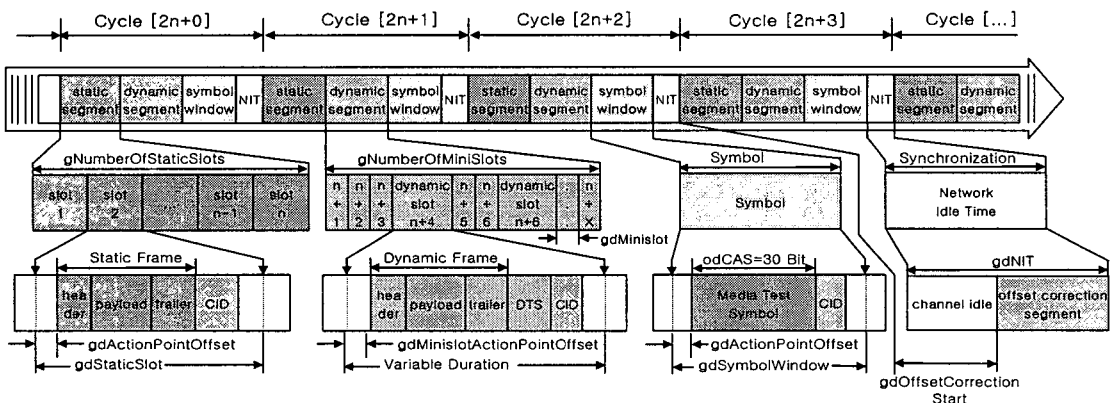 Cycle [2n+0] Cycle [2n+1] Cycle [2n+2] Cycle [2n+3] Cycle [...]
static segment dynamic segment symbol window NIT static segment dynamic segment symbol window NIT static segment dynamic segment symbol window NIT static segment dynamic segment symbol window NIT static segment dynamic segment
gNumberOfStaticSlots gNumberOfMiniSlots Symbol Synchronization
slot 1 slot 2 ... slot n-1 slot n
n + 1 n + 2 n + 3 dynamic slot n+4 n + 5 n + 6 dynamic slot n+6 . n + X
Symbol
Network Idle Time
gdMinislot
Static Frame Dynamic Frame odCAS=30 Bit gdNIT
hea der payload trailer CID
hea der payload trailer DTS CID
Media Test Symbol CID
channel idle offset correction segment
gdActionPointOffset gdMinislotActionPointOffset gdActionPointOffset
gdStaticSlot Variable Duration gdSymbolWindow
gdOffsetCorrection Start